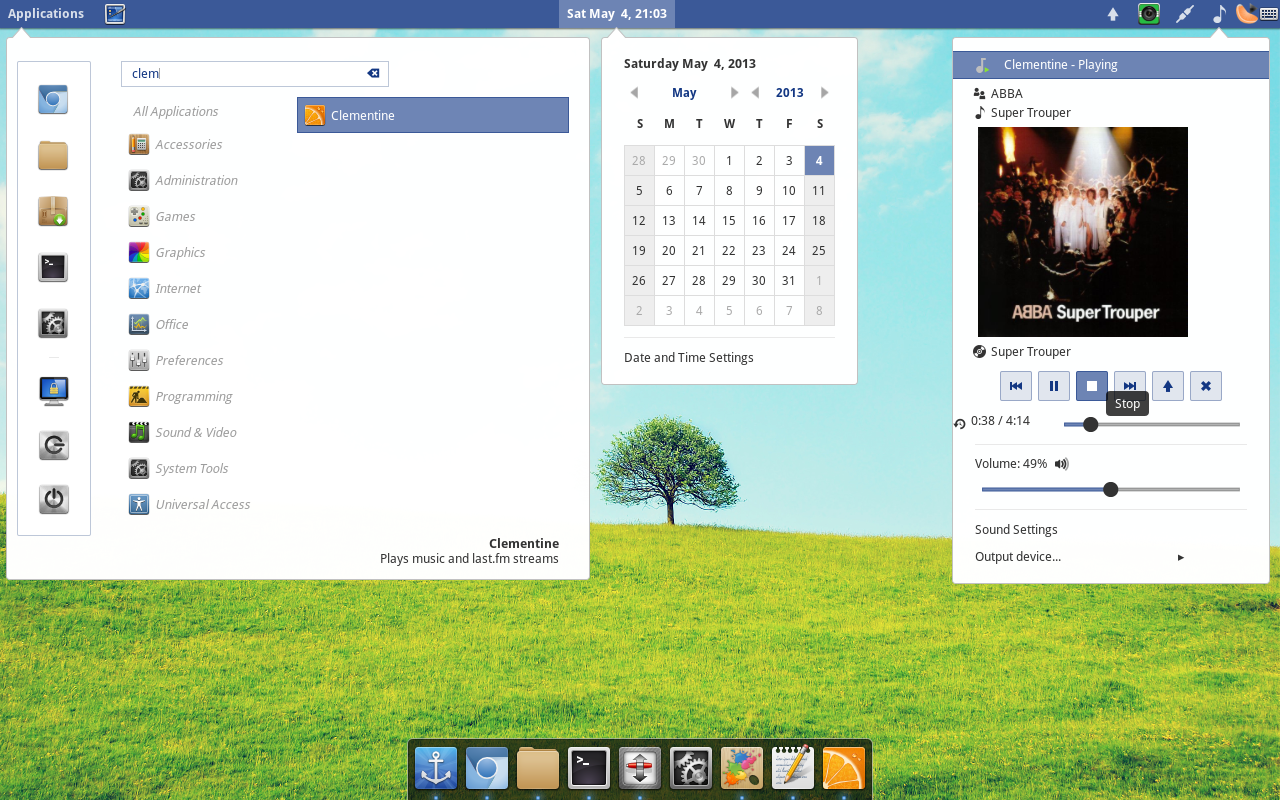 Applications
Sat May  4, 21:03
clem
All Applications
Accessories
Administration
Games
Graphics
Internet
Office
Preferences
Programming
Sound & Video
System Tools
Universal Access
Clementine
Clementine
Plays music and last.fm streams
Saturday May  4, 2013
May 2013
S M T W T F S
28 29 30 1 2 3 4
5 6 7 8 9 10 11
12 13 14 15 16 17 18
19 20 21 22 23 24 25
26 27 28 29 30 31 1
2 3 4 5 6 7 8
Date and Time Settings
Clementine - Playing
ABBA
Super Trouper
ABBA Super Trouper
Super Trouper
Stop
0:38 / 4:14
Volume: 49%
Sound Settings
Output device...